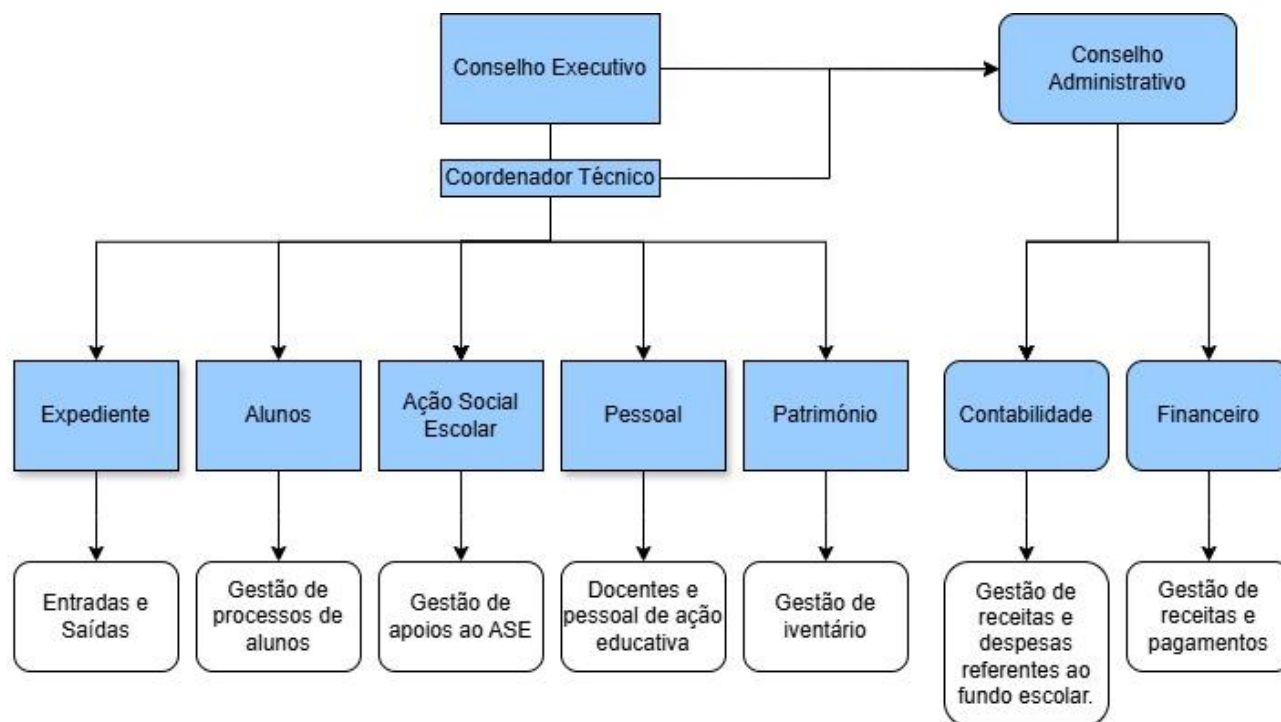 Conselho Executivo
Conselho
Administrativo
Coordenador Técnico
Expediente
Alunos
Ação Social
Escolar
Pessoal
Património
Contabilidade
Financeiro
Entradas e
Saídas
Gestão de
processos de
alunos
Gestão de
apoios ao ASE
Docentes e
pessoal de ação
educativa
Gestão de
iventário
Gestão de
receitas e
despesas
referentes ao
fundo escolar.
Gestão de
receitas e
pagamentos